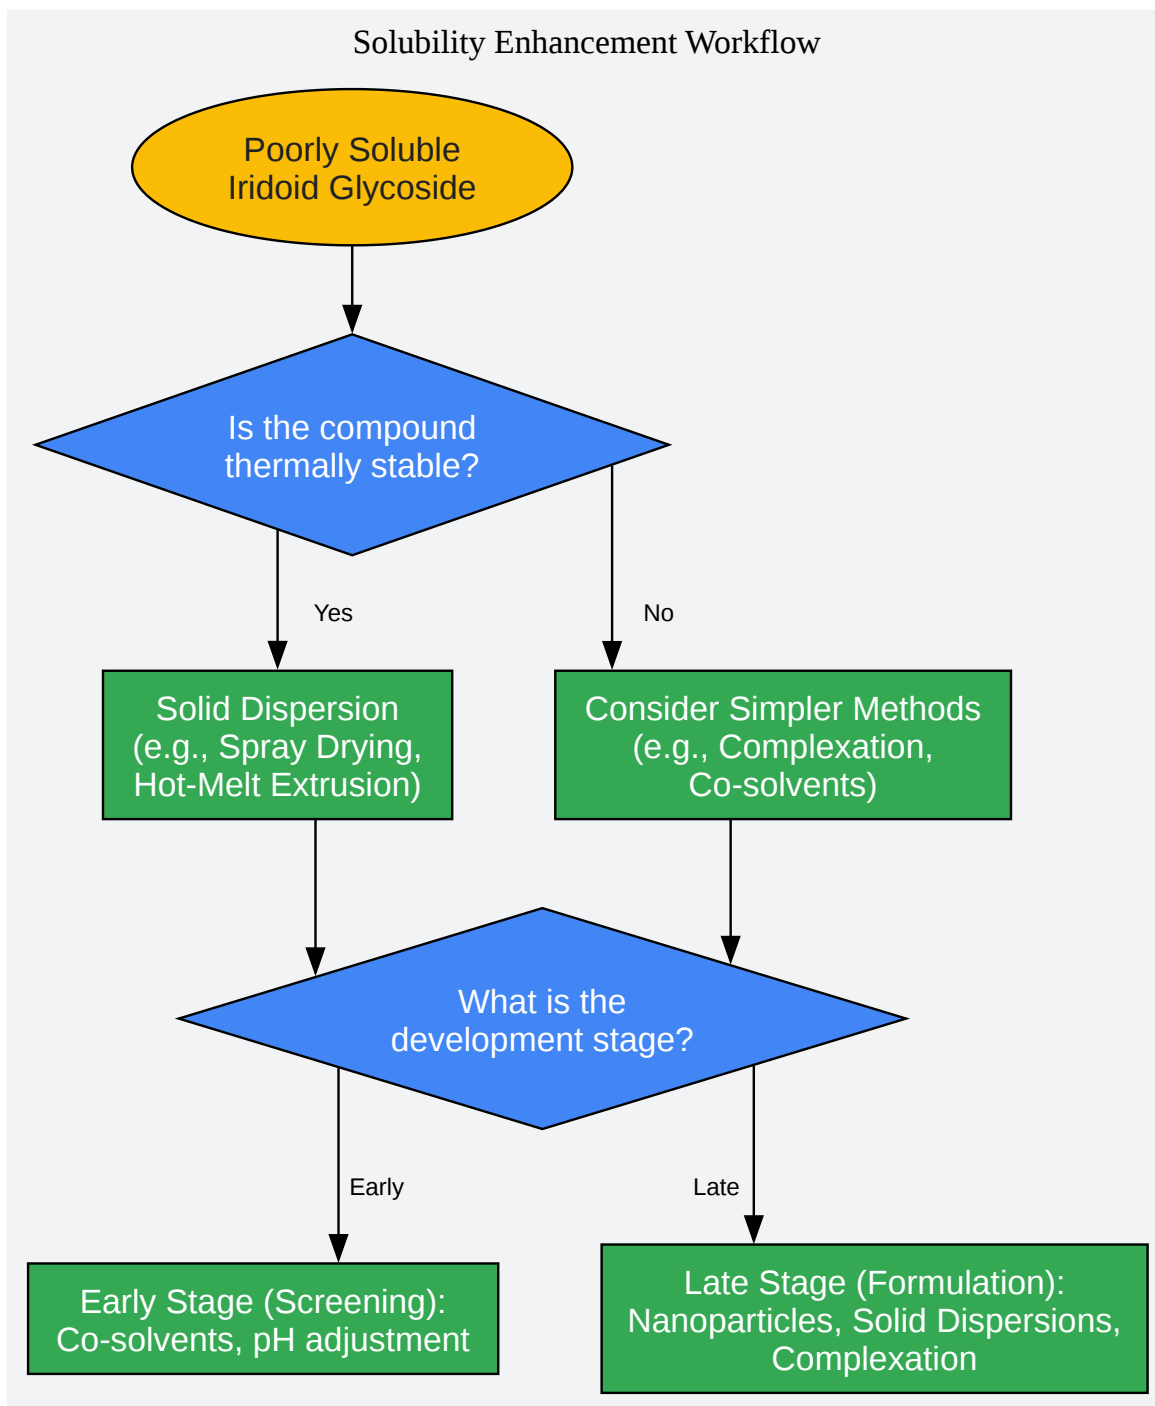 Solubility Enhancement Workflow
Poorly Soluble
Iridoid Glycoside
Is the compound
thermally stable?
Yes
No
Solid Dispersion
(e.g., Spray Drying,
Hot-Melt Extrusion)
Consider Simpler Methods
(e.g., Complexation,
Co-solvents)
What is the
development stage?
Early
Late
Early Stage (Screening):
Co-solvents, pH adjustment
Late Stage (Formulation):
Nanoparticles, Solid Dispersions,
Complexation